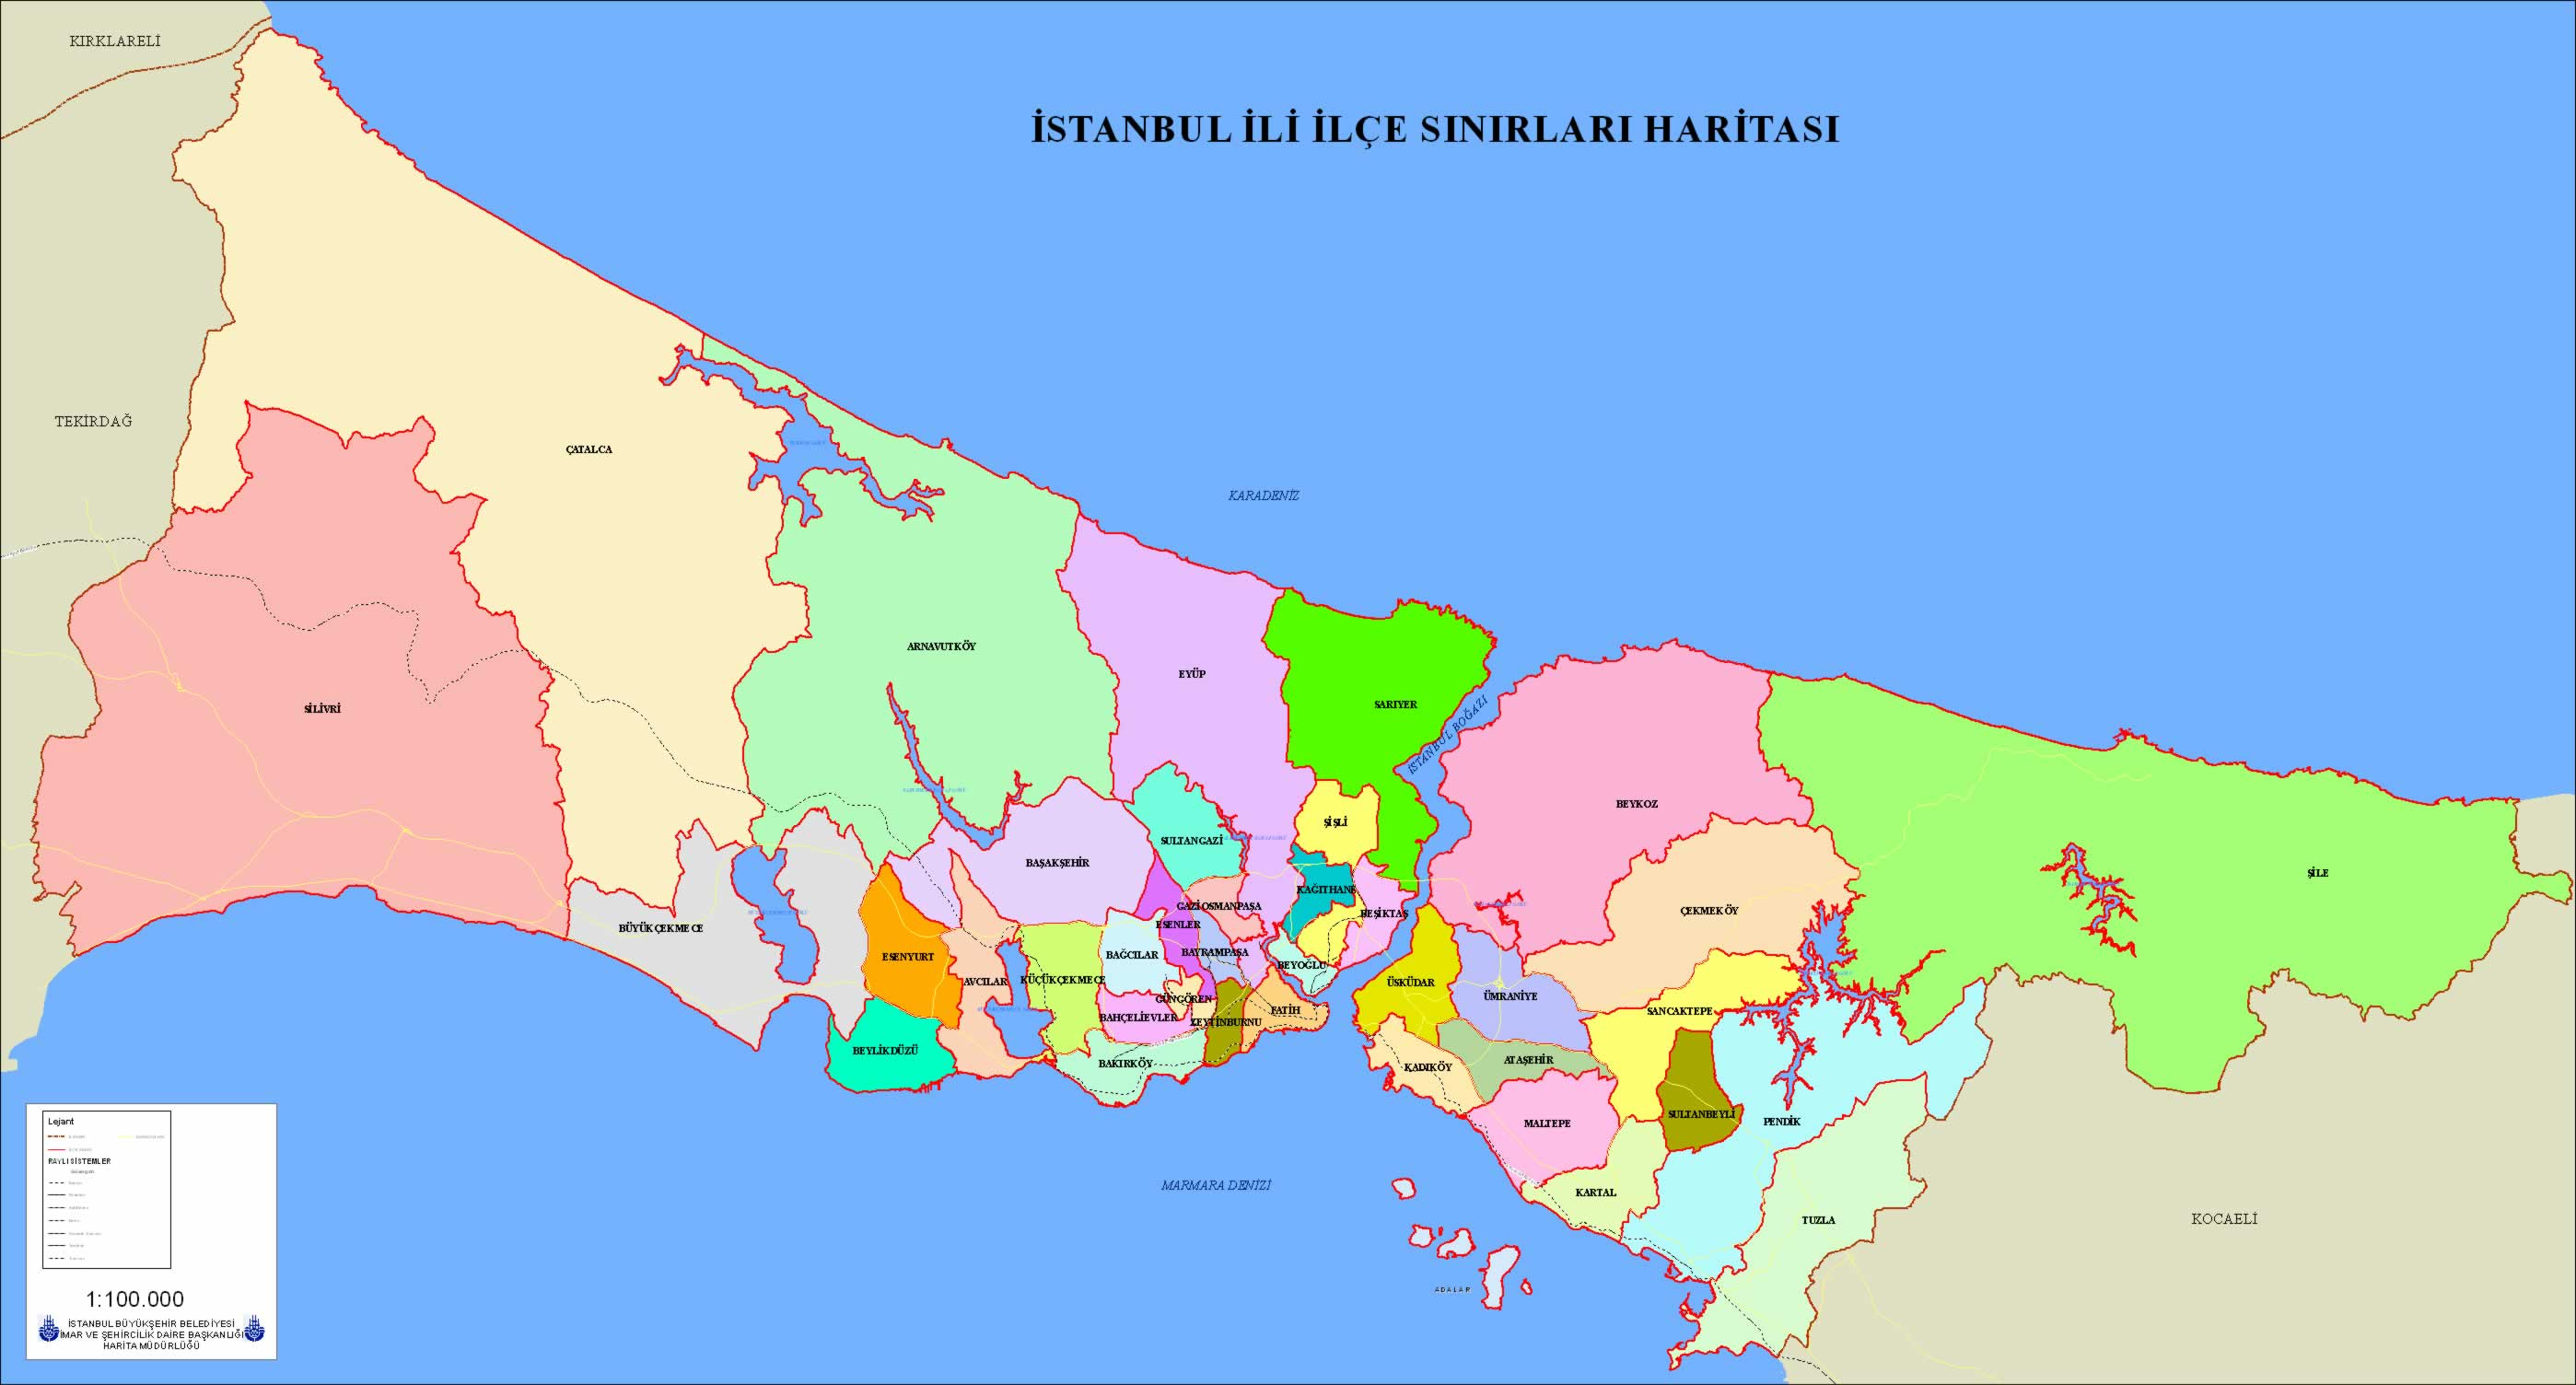 KIRKLARELİ
İSTANBUL İLİ İLÇE SINIRLARI HARİTASI
TEKİRDAĞ
ÇATALCA
KARADENİZ
ARNAVUTKÖY
EYÜP
SİLİVRİ
SARIYER
İSTANBUL BOĞAZI
BEYKOZ
ŞİŞLİ
SULTANGAZİ
BAŞAKŞEHİR
ŞİLE
KAĞITHANE
GAZİOSMANPAŞA
BEŞİKTAŞ
ÇEKMEKÖY
BÜYÜKÇEKMECE
ESENLER
ESENYURT
BAĞCILAR
BAYRAMPAŞA
BEYOĞLU
AVCILAR
KÜÇÜKÇEKMECE
ÜSKÜDAR
ÜMRANİYE
GÜNGÖREN
FATİH
SANCAKTEPE
BAHÇELİEVLER
ZEYTİNBURNU
BEYLİKDÜZÜ
BAKIRKÖY
ATAŞEHİR
KADIKÖY
SULTANBEYLİ
MALTEPE
PENDİK
MARMARA DENİZİ
KARTAL
TUZLA
KOCAELİ
ADALAR
Lejant
RAYLI SİSTEMLER
1:100.000
İSTANBUL BÜYÜKŞEHİR BELEDİYESİ
İMAR VE ŞEHİRCİLİK DAİRE BAŞKANLIĞI
HARİTA MÜDÜRLÜĞÜ